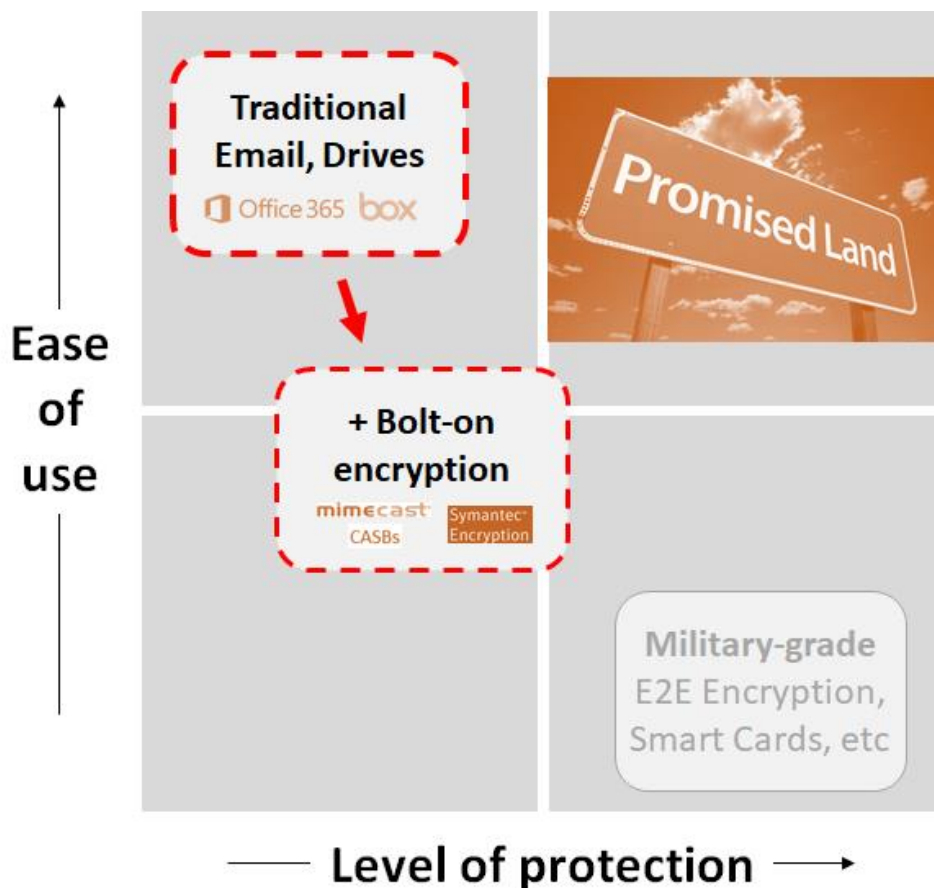 Traditional
Email, Drives
Office 365 box
Promised Land
Ease
of
use
+ Bolt-on
encryption
mimecast
CASBs
Symantec™
Encryption
Military-grade
E2E Encryption,
Smart Cards, etc
Level of protection